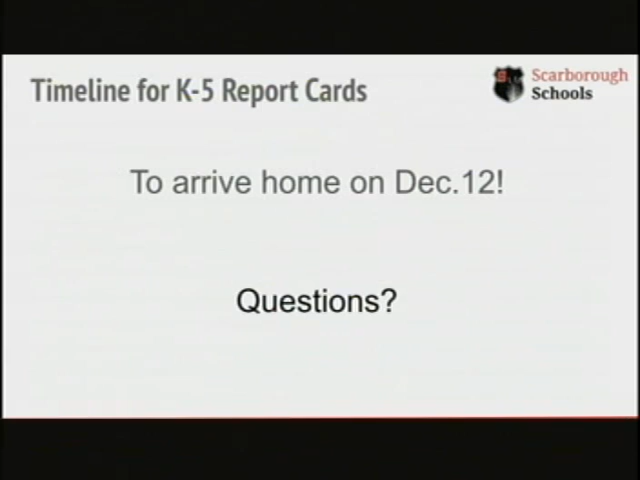 Timeline for K-5 Report Cards
Scarborough
Schools
To arrive home on Dec.12!
Questions?